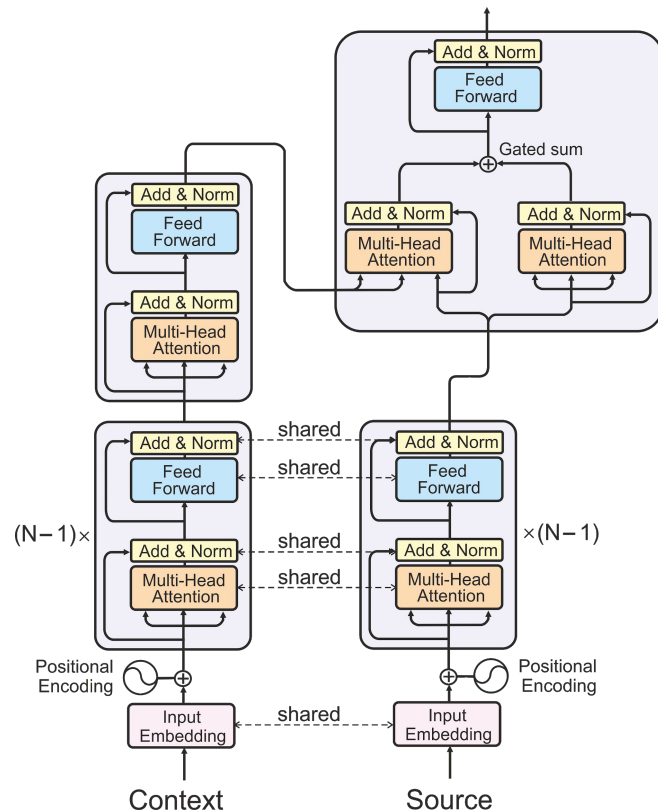 Add & Norm
Feed
Forward
Gated sum
Add & Norm
Multi-Head
Attention
Add & Norm
Multi-Head
Attention
Add & Norm
Feed
Forward
Add & Norm
Multi-Head
Attention
(N−1)×
Add & Norm
Feed
Forward
Add & Norm
Multi-Head
Attention
shared
shared
shared
shared
Add & Norm
Feed
Forward
Add & Norm
Multi-Head
Attention
×(N−1)
Positional
Encoding
Positional
Encoding
Input
Embedding
shared
Input
Embedding
Context
Source